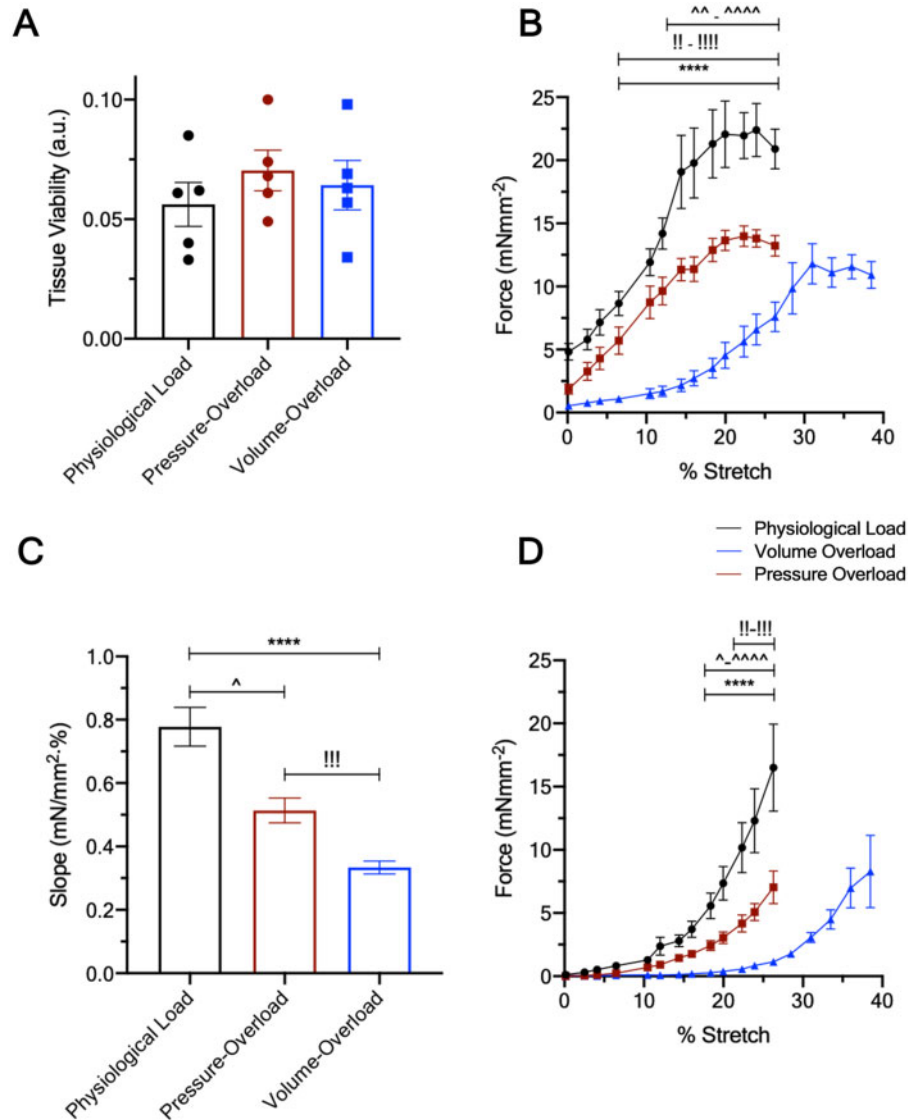 A
Tissue Viability (a.u.)
0.10
0.05
0.00
Physiological Load
Pressure-Overload
Volume-Overload
B
^^ - ^^^^
!! - !!!!
****
Force (mNmm-2)
25
20
15
10
5
0
0 10 20 30 40
% Stretch
C
****
^
!!!
Slope (mN/mm2·%)
1.0
0.8
0.6
0.4
0.2
0.0
Physiological Load
Pressure-Overload
Volume-Overload
Physiological Load
Volume Overload
Pressure Overload
D
!!-!!!
^-^^^^
****
Force (mNmm-2)
25
20
15
10
5
0
0 10 20 30 40
% Stretch